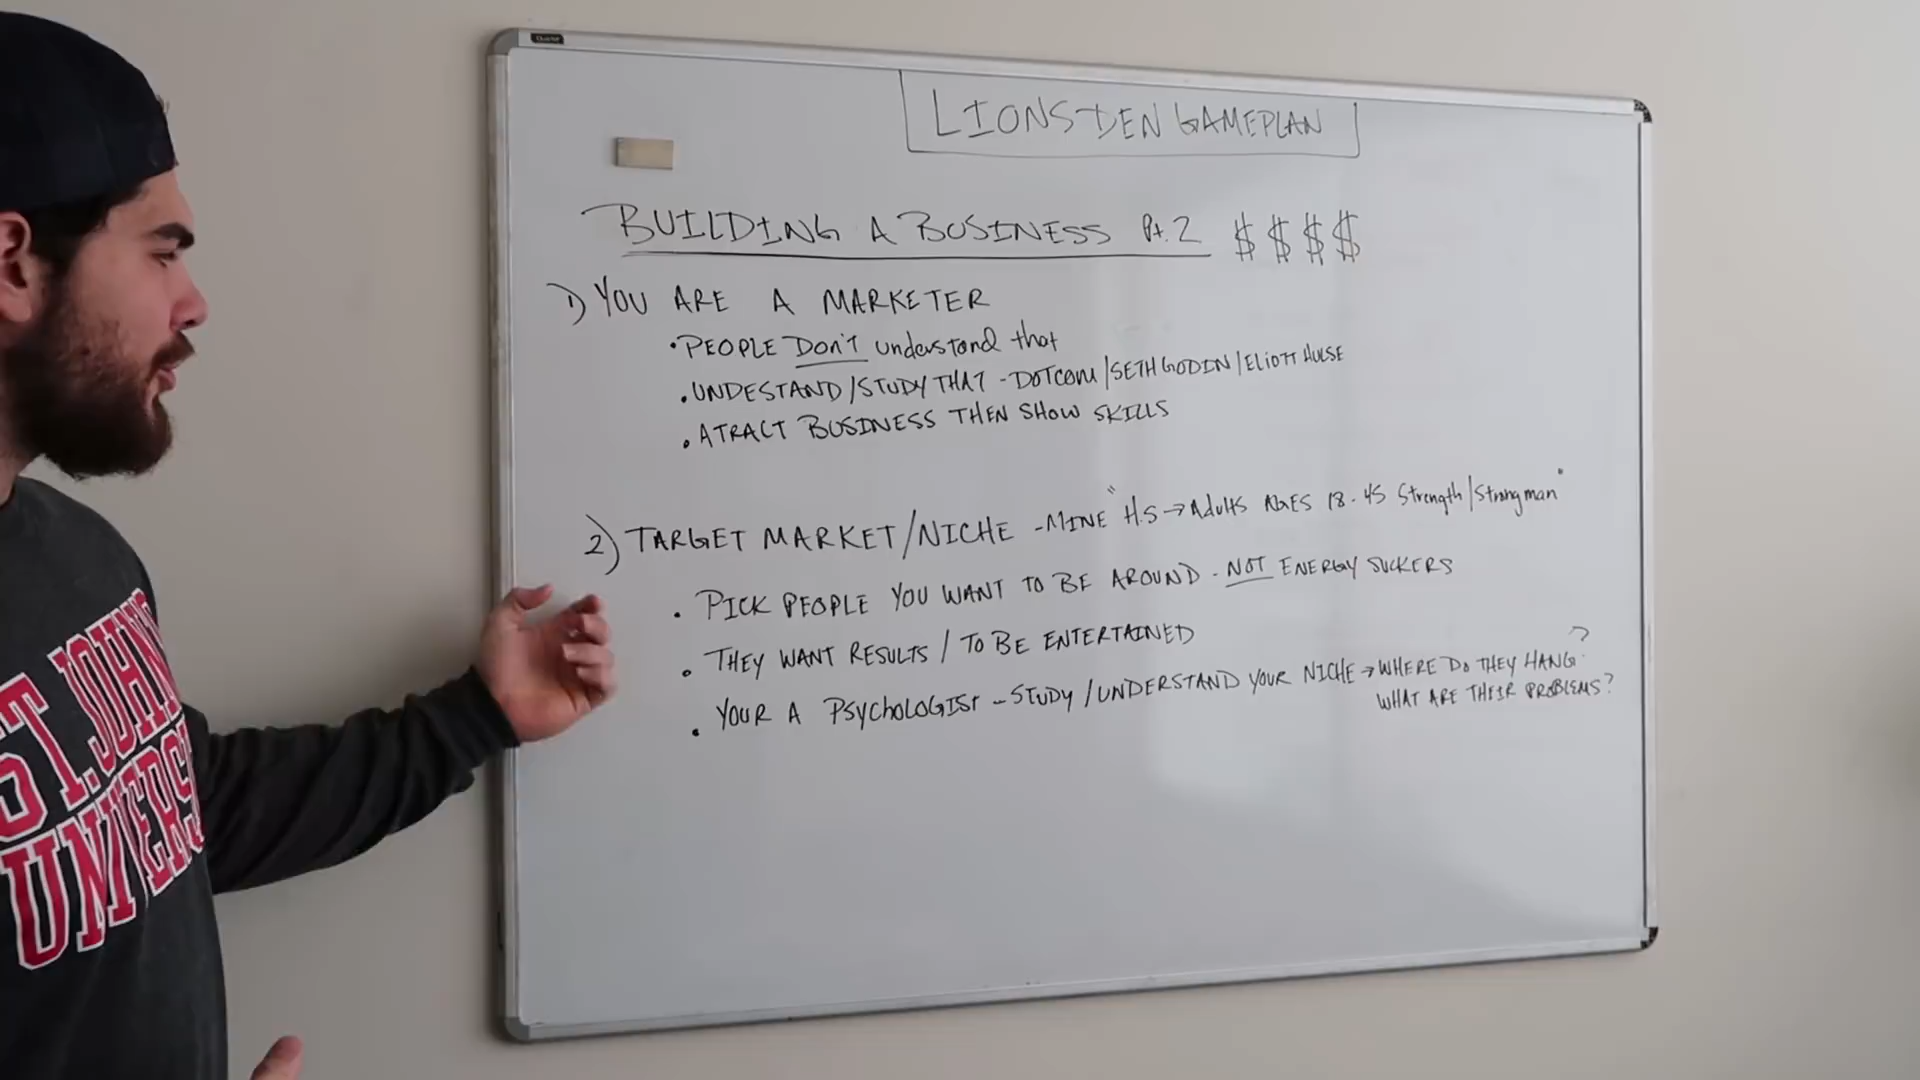 LIONS DEN GAMEPLAN
BUILDING A BUSINESS Pt. 2 $ $ $ $
1) YOU ARE A MARKETER
• PEOPLE DON'T understand that
• UNDESTAND/STUDY THAT - DOTCOM/SETH GODIN/ELIOTT HULSE
• ATRACT BUSINESS THEN SHOW SKILLS
2) TARGET MARKET/NICHE - MINE "H.S → Adults AGES 18-45 Strength/Strongman"
• PICK PEOPLE YOU WANT TO BE AROUND - NOT ENERGY SUCKERS
• THEY WANT RESULTS / TO BE ENTERTAINED
• YOUR A PSYCHOLOGIST - STUDY/UNDERSTAND YOUR NICHE → WHERE DO THEY HANG?
WHAT ARE THEIR PROBLEMS?
ST. JOHN'S
UNIVERS